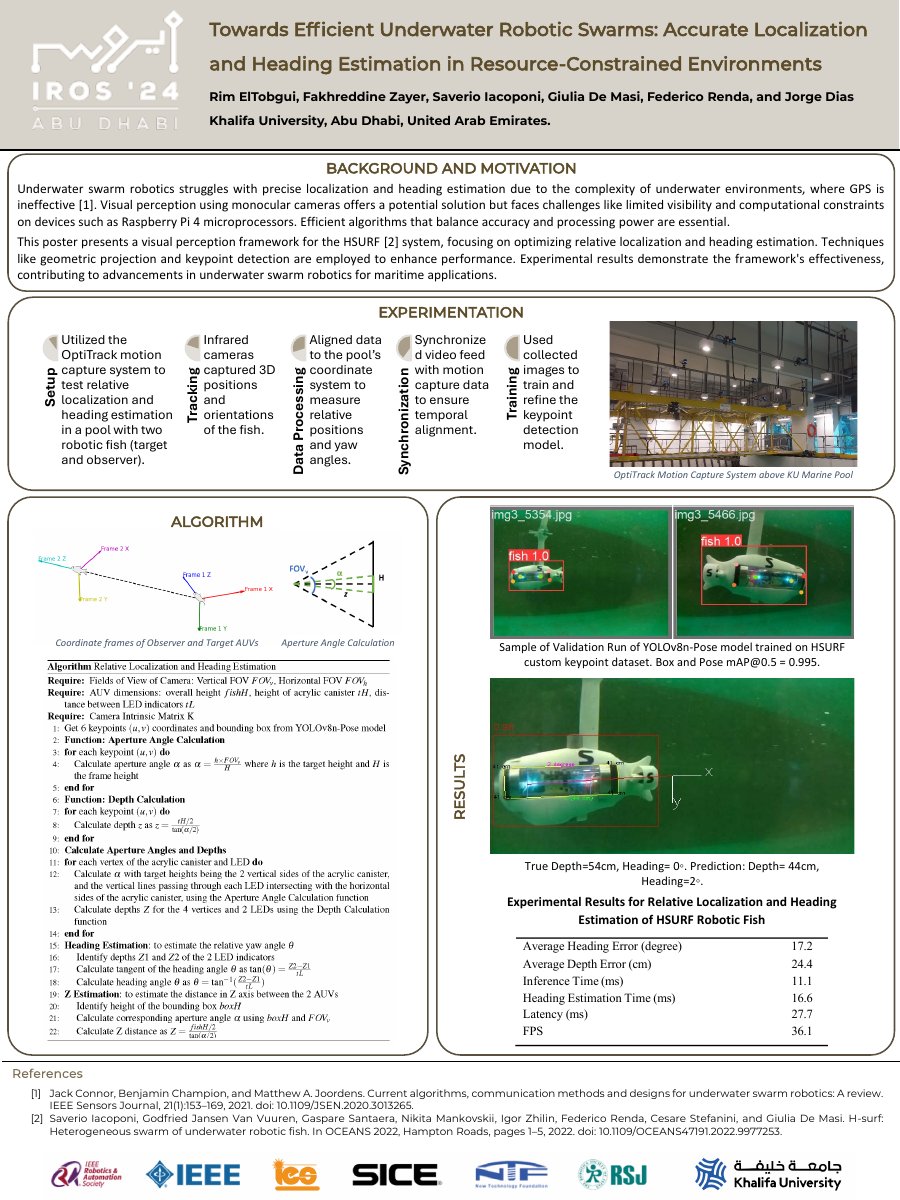 IROS '24
ABU DHABI
Towards Efficient Underwater Robotic Swarms: Accurate Localization
and Heading Estimation in Resource-Constrained Environments
Rim ElTobgui, Fakhreddine Zayer, Saverio Iacoponi, Giulia De Masi, Federico Renda, and Jorge Dias
Khalifa University, Abu Dhabi, United Arab Emirates.
BACKGROUND AND MOTIVATION
Underwater swarm robotics struggles with precise localization and heading estimation due to the complexity of underwater environments, where GPS is
ineffective [1]. Visual perception using monocular cameras offers a potential solution but faces challenges like limited visibility and computational constraints
on devices such as Raspberry Pi 4 microprocessors. Efficient algorithms that balance accuracy and processing power are essential.
This poster presents a visual perception framework for the HSURF [2] system, focusing on optimizing relative localization and heading estimation. Techniques
like geometric projection and keypoint detection are employed to enhance performance. Experimental results demonstrate the framework's effectiveness,
contributing to advancements in underwater swarm robotics for maritime applications.
EXPERIMENTATION
Setup
Utilized the
OptiTrack motion
capture system to
test relative
localization and
heading estimation
in a pool with two
robotic fish (target
and observer).
Tracking
Infrared
cameras
captured 3D
positions
and
orientations
of the fish.
Data Processing
Aligned data
to the pool's
coordinate
system to
measure
relative
positions
and yaw
angles.
Synchronization
Synchronize
d video feed
with motion
capture data
to ensure
temporal
alignment.
Training
Used
collected
images to
train and
refine the
keypoint
detection
model.
OptiTrack Motion Capture System above KU Marine Pool
ALGORITHM
Frame 2 X
Frame 2 Z
Frame 2 Y
Frame 1 Z
Frame 1 X
Frame 1 Y
FOVᵥ
α
z
H
Coordinate frames of Observer and Target AUVs
Aperture Angle Calculation
Algorithm Relative Localization and Heading Estimation
Require: Fields of View of Camera: Vertical FOV FOVᵥ, Horizontal FOV FOVₕ
Require: AUV dimensions: overall height fishH, height of acrylic canister tH, dis-
tance between LED indicators tL
Require: Camera Intrinsic Matrix K
1: Get 6 keypoints (u,v) coordinates and bounding box from YOLOv8n-Pose model
2: Function: Aperture Angle Calculation
3: for each keypoint (u,v) do
4: Calculate aperture angle α as α = h×FOVᵥ/H where h is the target height and H is
the frame height
5: end for
6: Function: Depth Calculation
7: for each keypoint (u,v) do
8: Calculate depth z as z = tH/2/tan(α/2)
9: end for
10: Calculate Aperture Angles and Depths
11: for each vertex of the acrylic canister and LED do
12: Calculate α with target heights being the 2 vertical sides of the acrylic canister,
and the vertical lines passing through each LED intersecting with the horizontal
sides of the acrylic canister, using the Aperture Angle Calculation function
13: Calculate depths Z for the 4 vertices and 2 LEDs using the Depth Calculation
function
14: end for
15: Heading Estimation: to estimate the relative yaw angle θ
16: Identify depths Z1 and Z2 of the 2 LED indicators
17: Calculate tangent of the heading angle θ as tan(θ) = Z2−Z1/tL
18: Calculate heading angle θ as θ = tan⁻¹(Z2−Z1/tL)
19: Z Estimation: to estimate the distance in Z axis between the 2 AUVs
20: Identify height of the bounding box boxH
21: Calculate corresponding aperture angle α using boxH and FOVᵥ
22: Calculate Z distance as Z = fishH/2/tan(α/2)
RESULTS
img3_5354.jpg
fish 1.0
img3_5466.jpg
fish 1.0
S
S
Sample of Validation Run of YOLOv8n-Pose model trained on HSURF
custom keypoint dataset. Box and Pose mAP@0.5 = 0.995.
S
S
x
y
True Depth=54cm, Heading= 0◦. Prediction: Depth= 44cm,
Heading=2◦.
Experimental Results for Relative Localization and Heading
Estimation of HSURF Robotic Fish
Average Heading Error (degree) 17.2
Average Depth Error (cm) 24.4
Inference Time (ms) 11.1
Heading Estimation Time (ms) 16.6
Latency (ms) 27.7
FPS 36.1
References
[1] Jack Connor, Benjamin Champion, and Matthew A. Joordens. Current algorithms, communication methods and designs for underwater swarm robotics: A review.
IEEE Sensors Journal, 21(1):153–169, 2021. doi: 10.1109/JSEN.2020.3013265.
[2] Saverio Iacoponi, Godfried Jansen Van Vuuren, Gaspare Santaera, Nikita Mankovskii, Igor Zhilin, Federico Renda, Cesare Stefanini, and Giulia De Masi. H-surf:
Heterogeneous swarm of underwater robotic fish. In OCEANS 2022, Hampton Roads, pages 1–5, 2022. doi: 10.1109/OCEANS47191.2022.9977253.
IEEE
Robotics &
Automation
Society
IEEE
ies
SICE
NTF
New Technology Foundation
RSJ
جامعــة خليفــة
Khalifa University